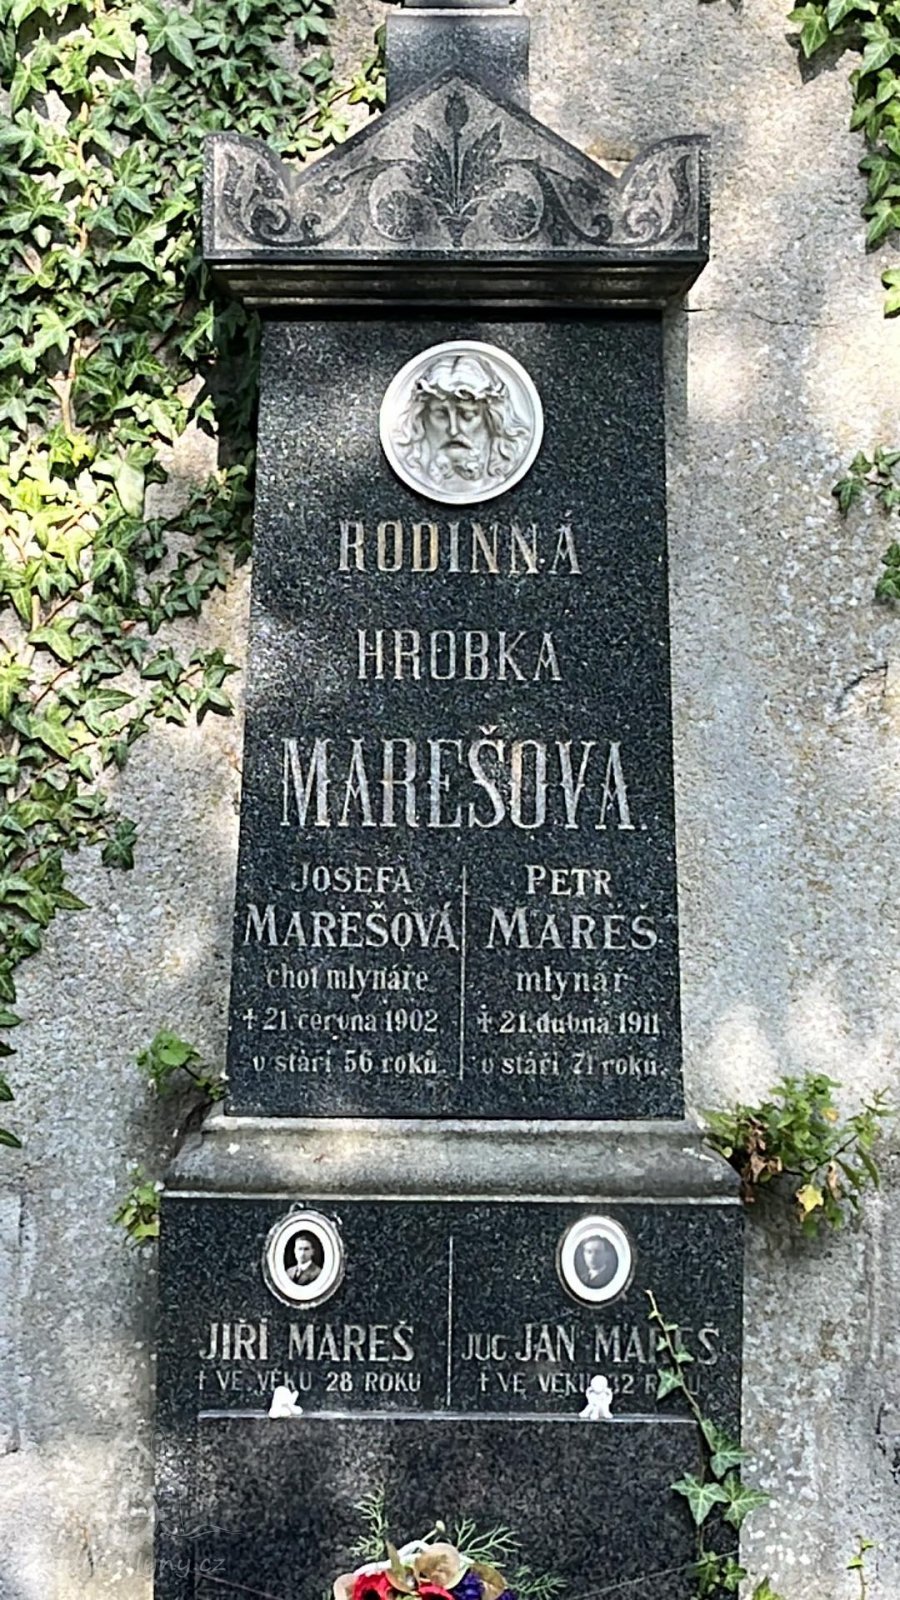 RODINNÁ
HROBKA
MAREŠOVA.
JOSEFA
MAREŠOVÁ
choť mlynáře
† 21. června 1902
v stáří 56 roků.
PETR
MAREŠ
mlynář
† 21. dubna 1911
v stáří 71 roků.
JIŘÍ MAREŠ
† VE VĚKU 28 ROKŮ
JUC JAN MAREŠ
† VE VĚKU